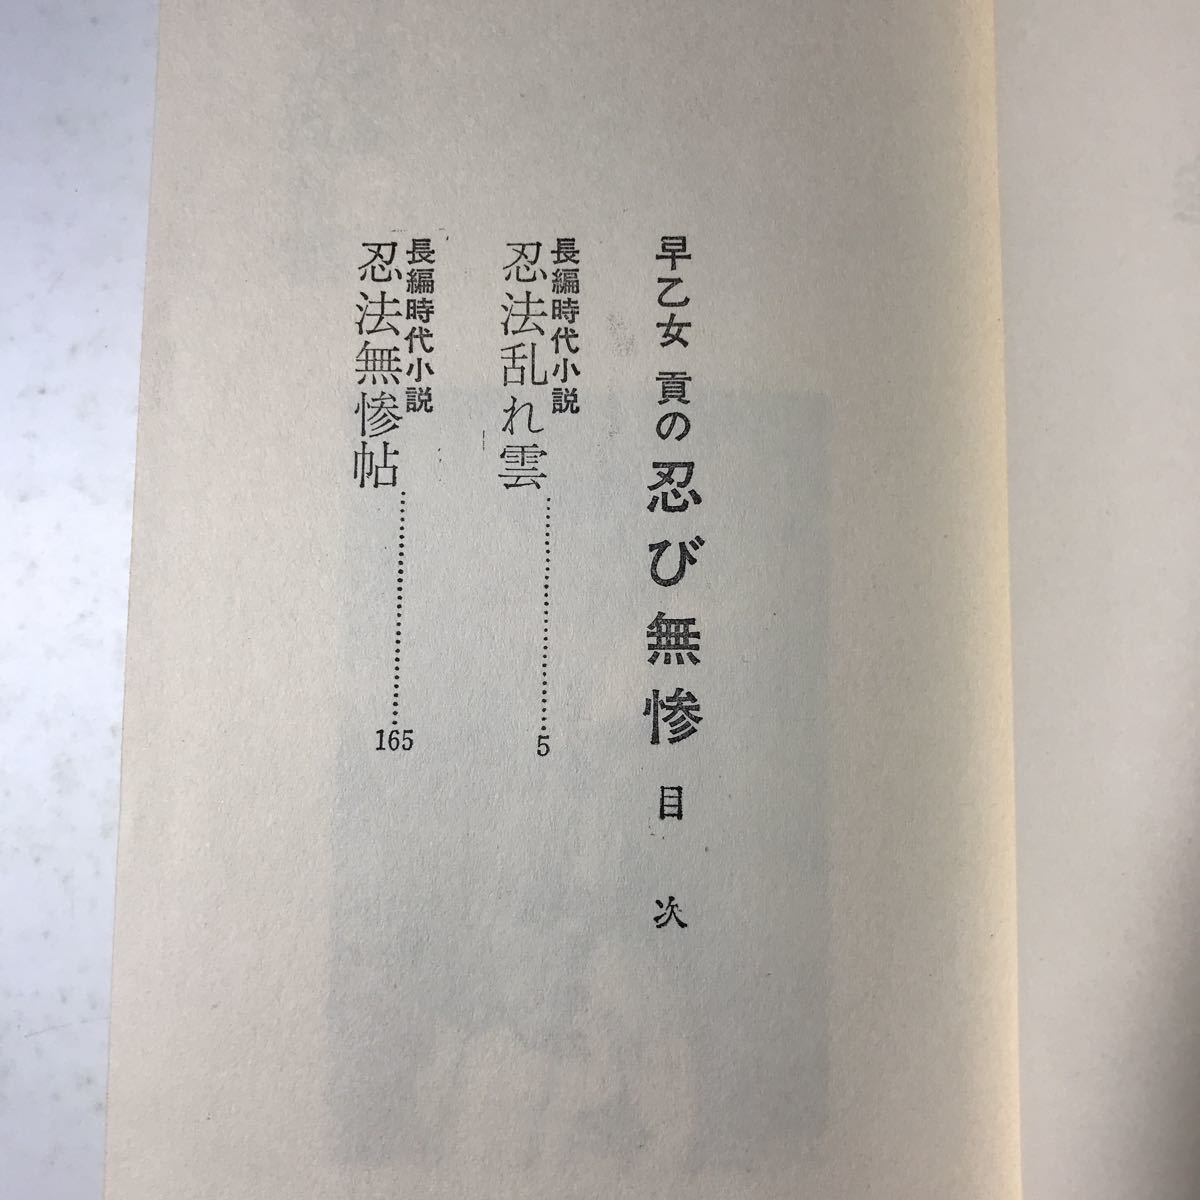 早乙女 貢の忍び無惨 目次
長編時代小説
忍法乱れ雲……………………5
長編時代小説
忍法無惨帖……………………165